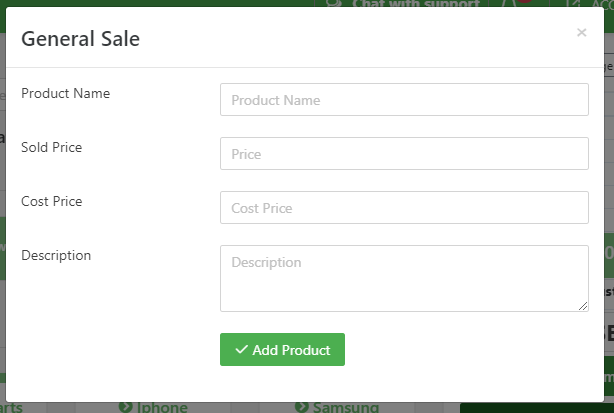 Chat with support
General Sale
×
Product Name
Product Name
Sold Price
Price
Cost Price
Cost Price
Description
Description
Add Product
Iphone
Samsung